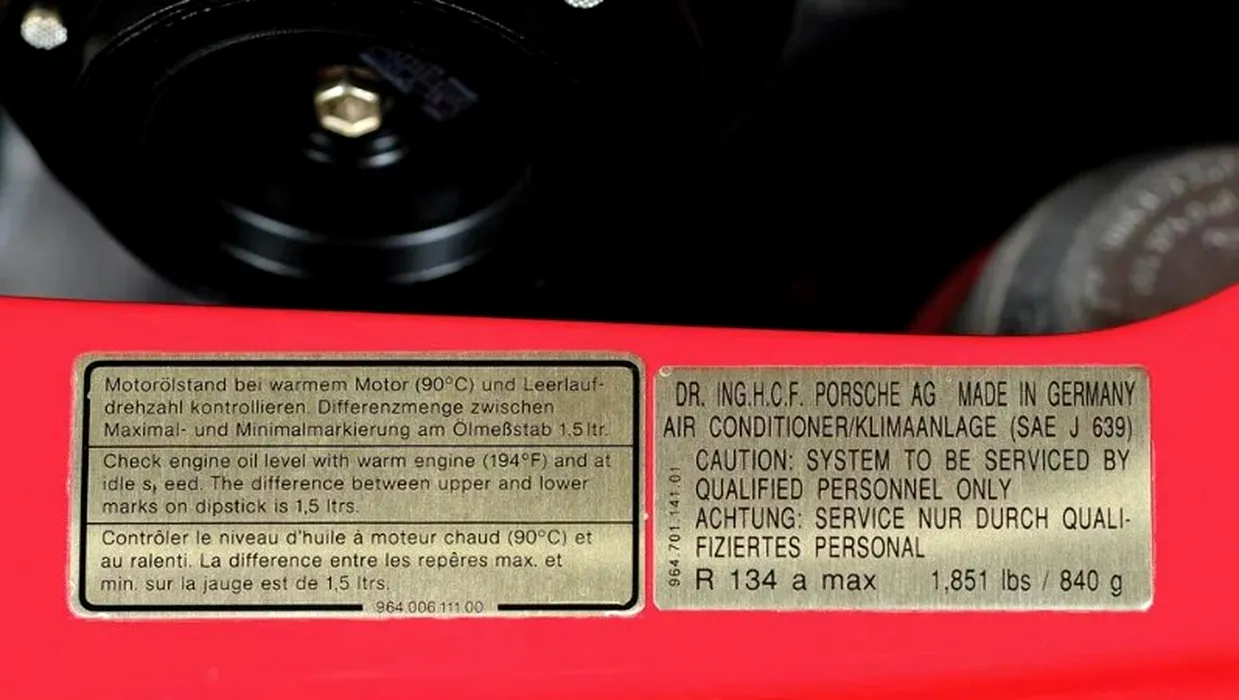 Motorölstand bei warmem Motor (90°C) und Leerlauf-
drehzahl kontrollieren. Differenzmenge zwischen
Maximal- und Minimalmarkierung am Ölmeßstab 1,5 ltr.
Check engine oil level with warm engine (194°F) and at
idle s, eed. The difference between upper and lower
marks on dipstick is 1,5 ltrs.
Contrôler le niveau d'huile à moteur chaud (90°C) et
au ralenti. La difference entre les repêres max. et
min. sur la jauge est de 1,5 ltrs.
964.006.111.00
DR. ING.H.C.F. PORSCHE AG MADE IN GERMANY
AIR CONDITIONER/KLIMAANLAGE (SAE J 639)
CAUTION: SYSTEM TO BE SERVICED BY
QUALIFIED PERSONNEL ONLY
ACHTUNG: SERVICE NUR DURCH QUALI-
FIZIERTES PERSONAL
R 134 a max 1,851 lbs / 840 g
964.701.141.01